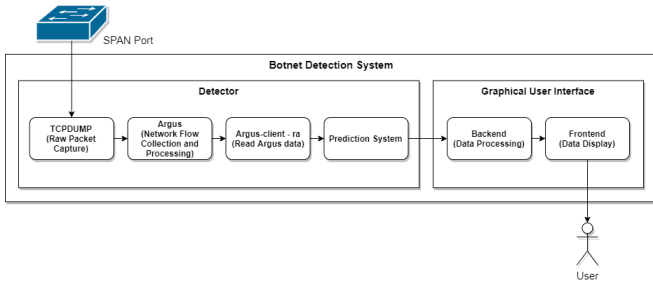 SPAN Port
Botnet Detection System
Detector
Graphical User Interface
TCPDUMP
(Raw Packet
Capture)
Argus
(Network Flow
Collection and
Processing)
Argus-client - ra
(Read Argus data)
Prediction System
Backend
(Data Processing)
Frontend
(Data Display)
User